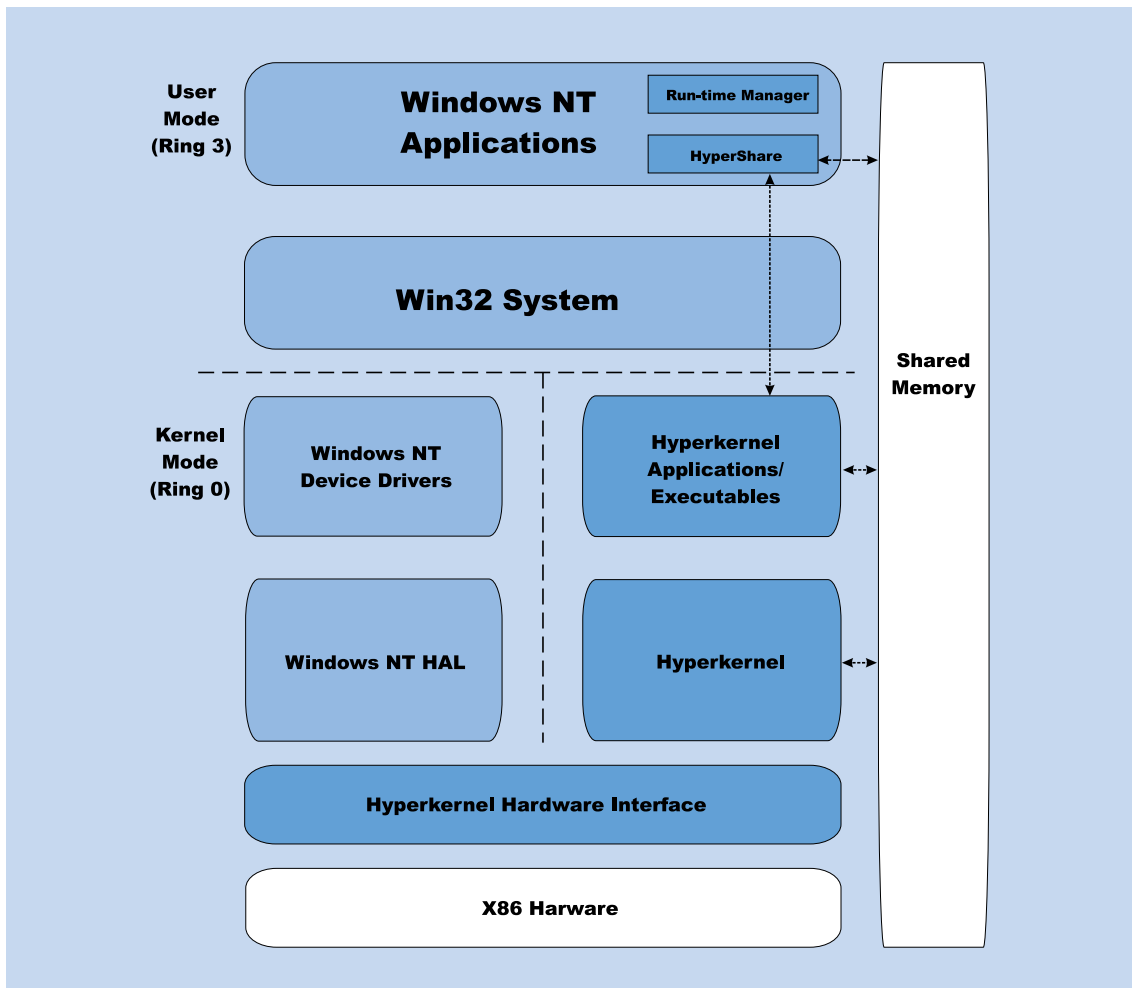 User
Mode
(Ring 3)
Windows NT
Applications
Run-time Manager
HyperShare
Win32 System
Shared
Memory
Kernel
Mode
(Ring 0)
Windows NT
Device Drivers
Hyperkernel
Applications/
Executables
Windows NT HAL
Hyperkernel
Hyperkernel Hardware Interface
X86 Harware